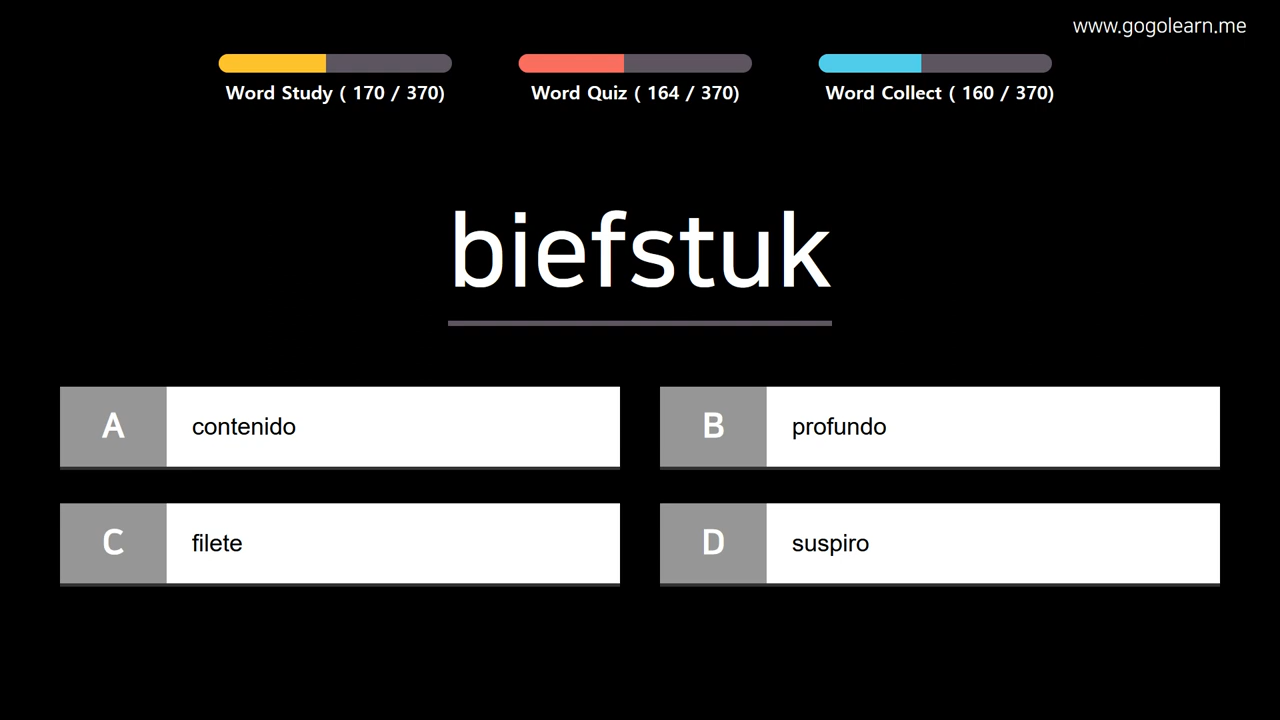 www.gogolearn.me
Word Study ( 170 / 370)
Word Quiz ( 164 / 370)
Word Collect ( 160 / 370)
biefstuk
A contenido
B profundo
C filete
D suspiro